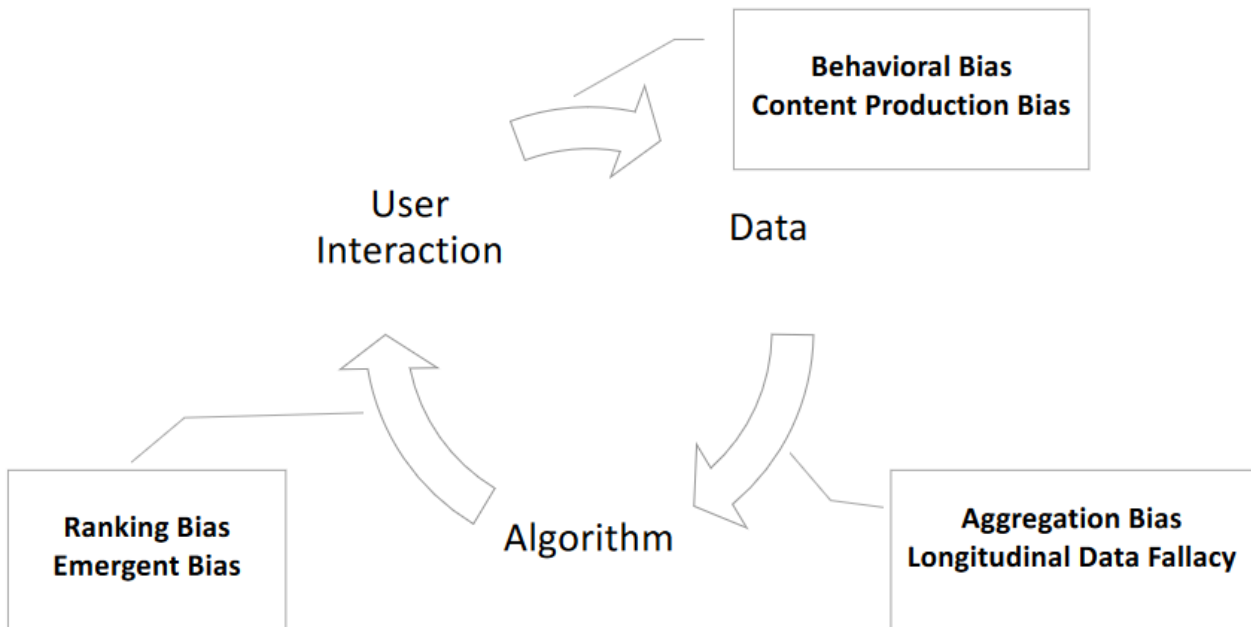 Behavioral Bias
Content Production Bias
User
Interaction
Data
Algorithm
Ranking Bias
Emergent Bias
Aggregation Bias
Longitudinal Data Fallacy